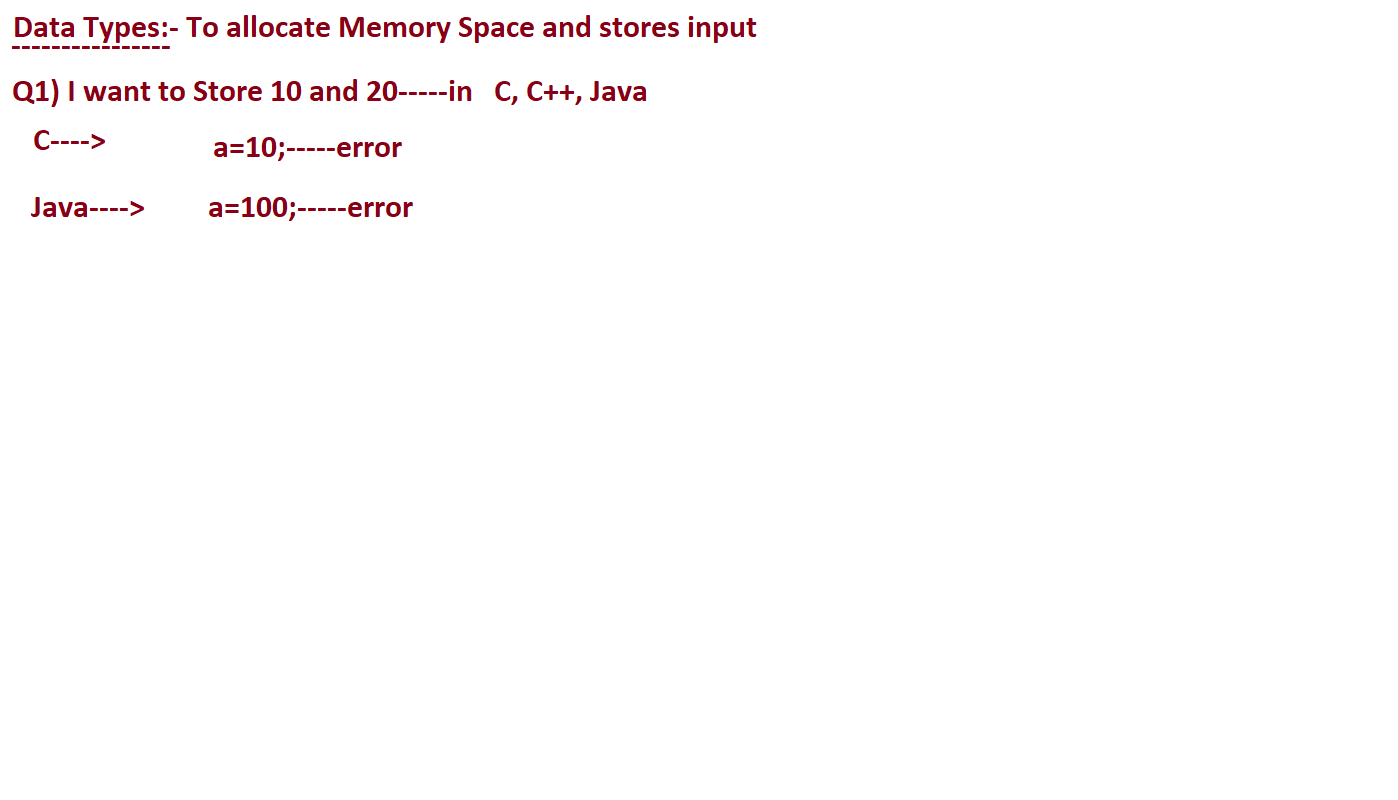 Data Types:- To allocate Memory Space and stores input
----------------
Q1) I want to Store 10 and 20-----in C, C++, Java
C----> a=10;-----error
Java----> a=100;-----error